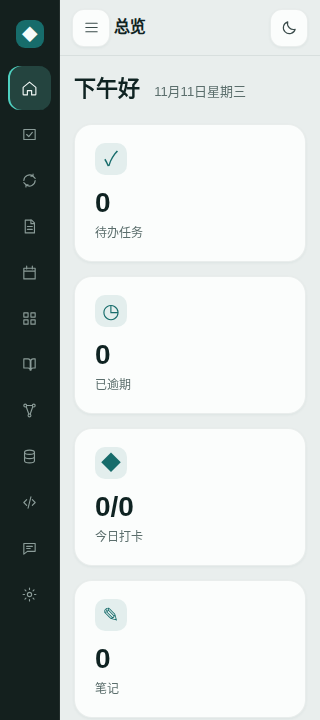 总览
下午好 11月11日星期三
0
待办任务
0
已逾期
0/0
今日打卡
0
笔记